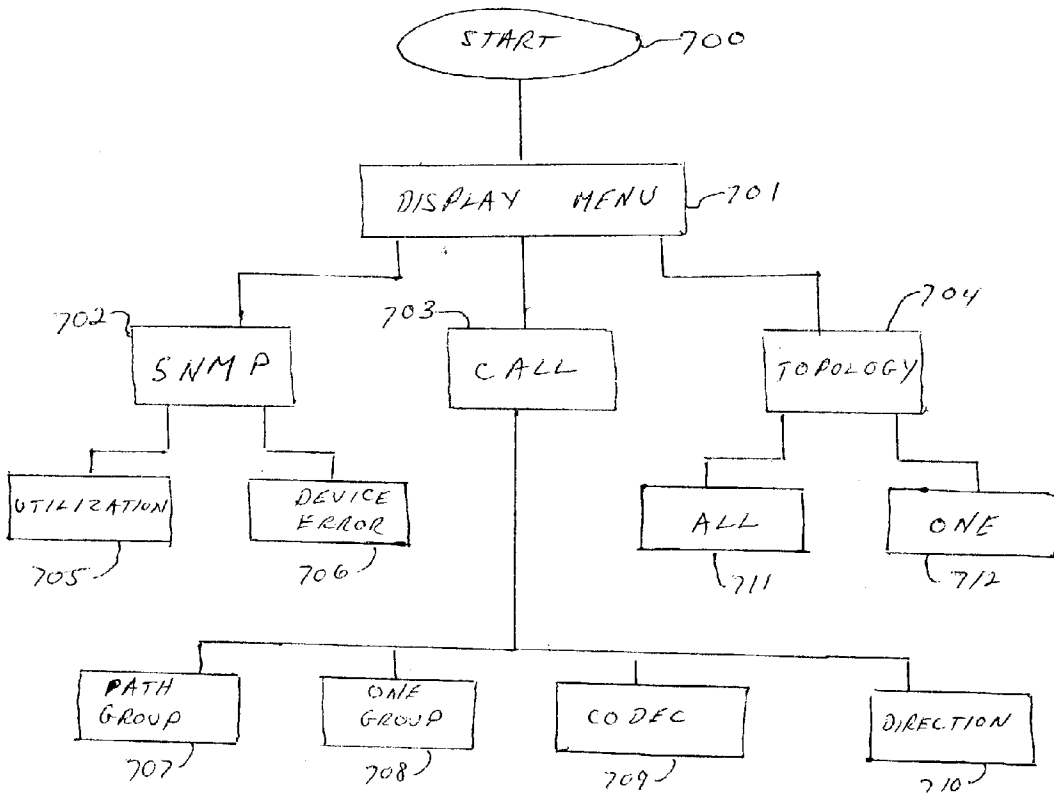 START
700
DISPLAY MENU
701
702
SNMP
703
CALL
704
TOPOLOGY
UTILIZATION
705
DEVICE
ERROR
706
ALL
711
ONE
712
PATH
GROUP
707
ONE
GROUP
708
CODEC
709
DIRECTION
710